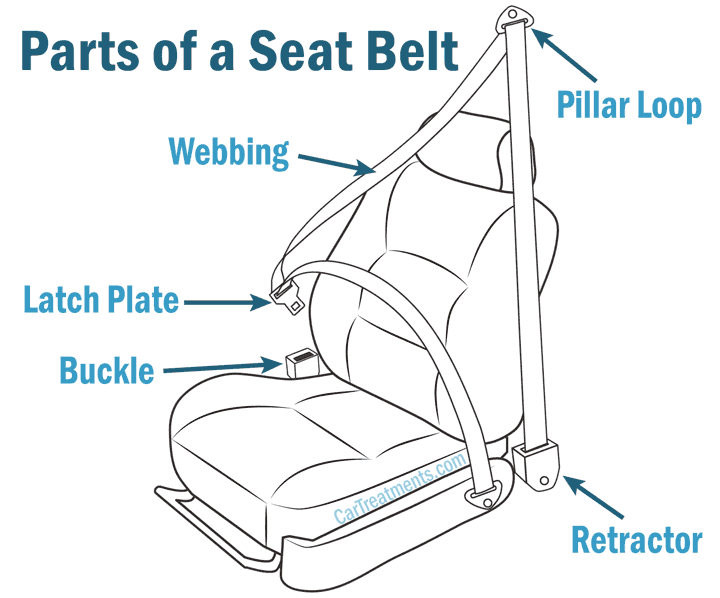 Parts of a Seat Belt
Pillar Loop
Webbing
Latch Plate
Buckle
CarTreatments.com
Retractor